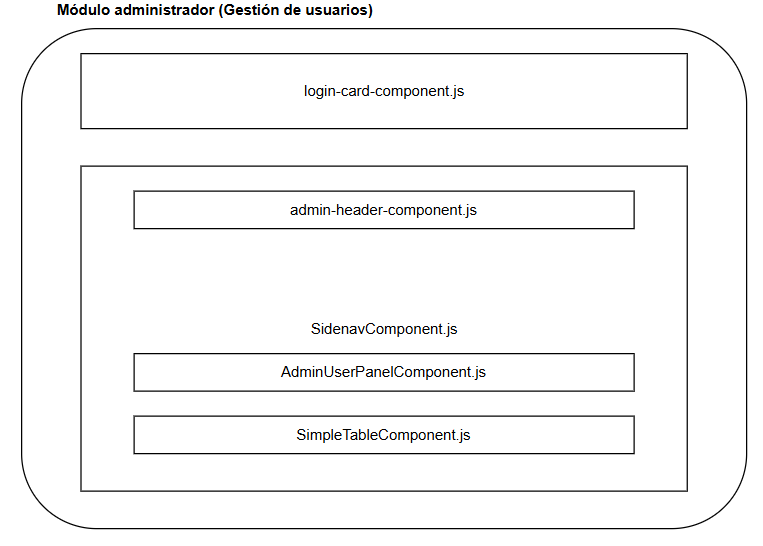 Módulo administrador (Gestión de usuarios)
login-card-component.js
admin-header-component.js
SidenavComponent.js
AdminUserPanelComponent.js
SimpleTableComponent.js